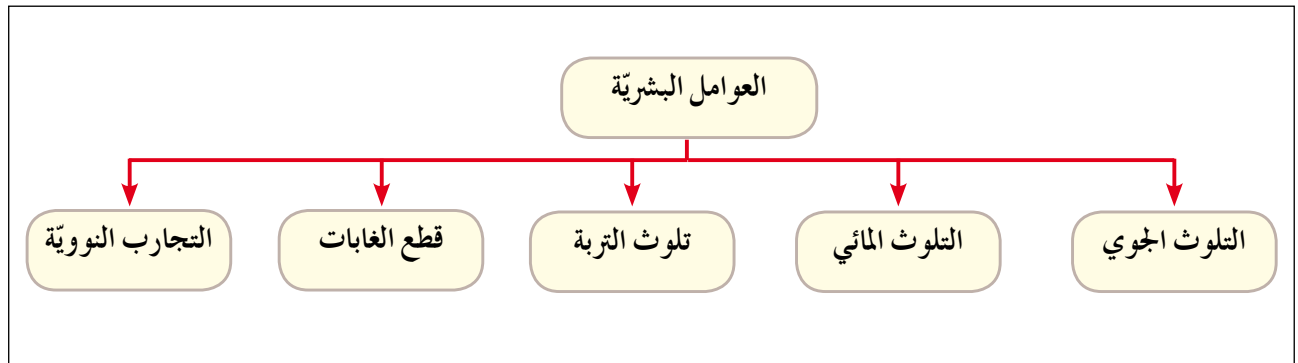 العوامل البشريّة
التلوث الجوي
التلوث المائي
تلوث التربة
قطع الغابات
التجارب النوويّة